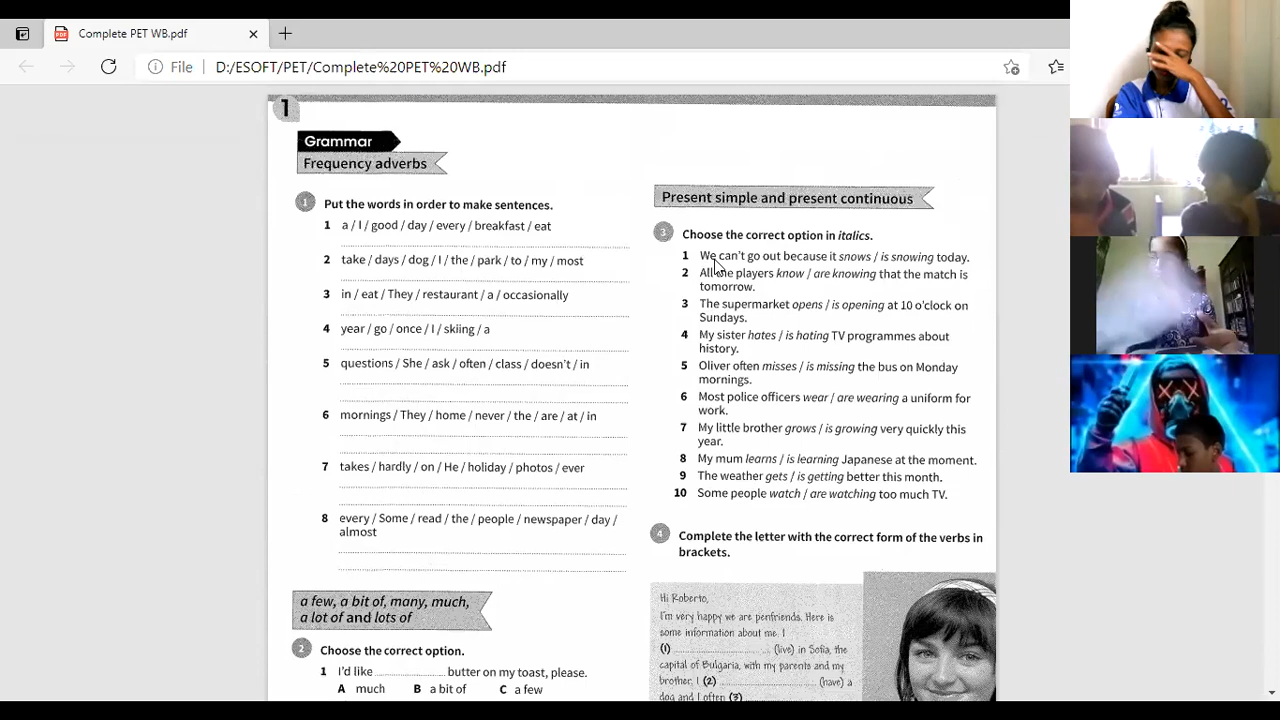 Complete PET WB.pdf
File
D:/ESOFT/PET/Complete%20PET%20WB.pdf
1
Grammar
Frequency adverbs
1 Put the words in order to make sentences.
1 a / I / good / day / every / breakfast / eat
2 take / days / dog / I / the / park / to / my / most
3 in / eat / They / restaurant / a / occasionally
4 year / go / once / I / skiing / a
5 questions / She / ask / often / class / doesn't / in
6 mornings / They / home / never / the / are / at / in
7 takes / hardly / on / He / holiday / photos / ever
8 every / Some / read / the / people / newspaper / day /
almost
a few, a bit of, many, much,
a lot of and lots of
2 Choose the correct option.
1 I'd like .................... butter on my toast, please.
A much B a bit of C a few
Present simple and present continuous
3 Choose the correct option in italics.
1 We can't go out because it snows / is snowing today.
2 All the players know / are knowing that the match is
tomorrow.
3 The supermarket opens / is opening at 10 o'clock on
Sundays.
4 My sister hates / is hating TV programmes about
history.
5 Oliver often misses / is missing the bus on Monday
mornings.
6 Most police officers wear / are wearing a uniform for
work.
7 My little brother grows / is growing very quickly this
year.
8 My mum learns / is learning Japanese at the moment.
9 The weather gets / is getting better this month.
10 Some people watch / are watching too much TV.
4 Complete the letter with the correct form of the verbs in
brackets.
Hi Roberto,
I'm very happy we are penfriends. Here is
some information about me. I
(1) .................... (live) in Sofia, the
capital of Bulgaria, with my parents and my
brother. I (2) .................... (have) a
dog and I often (3)